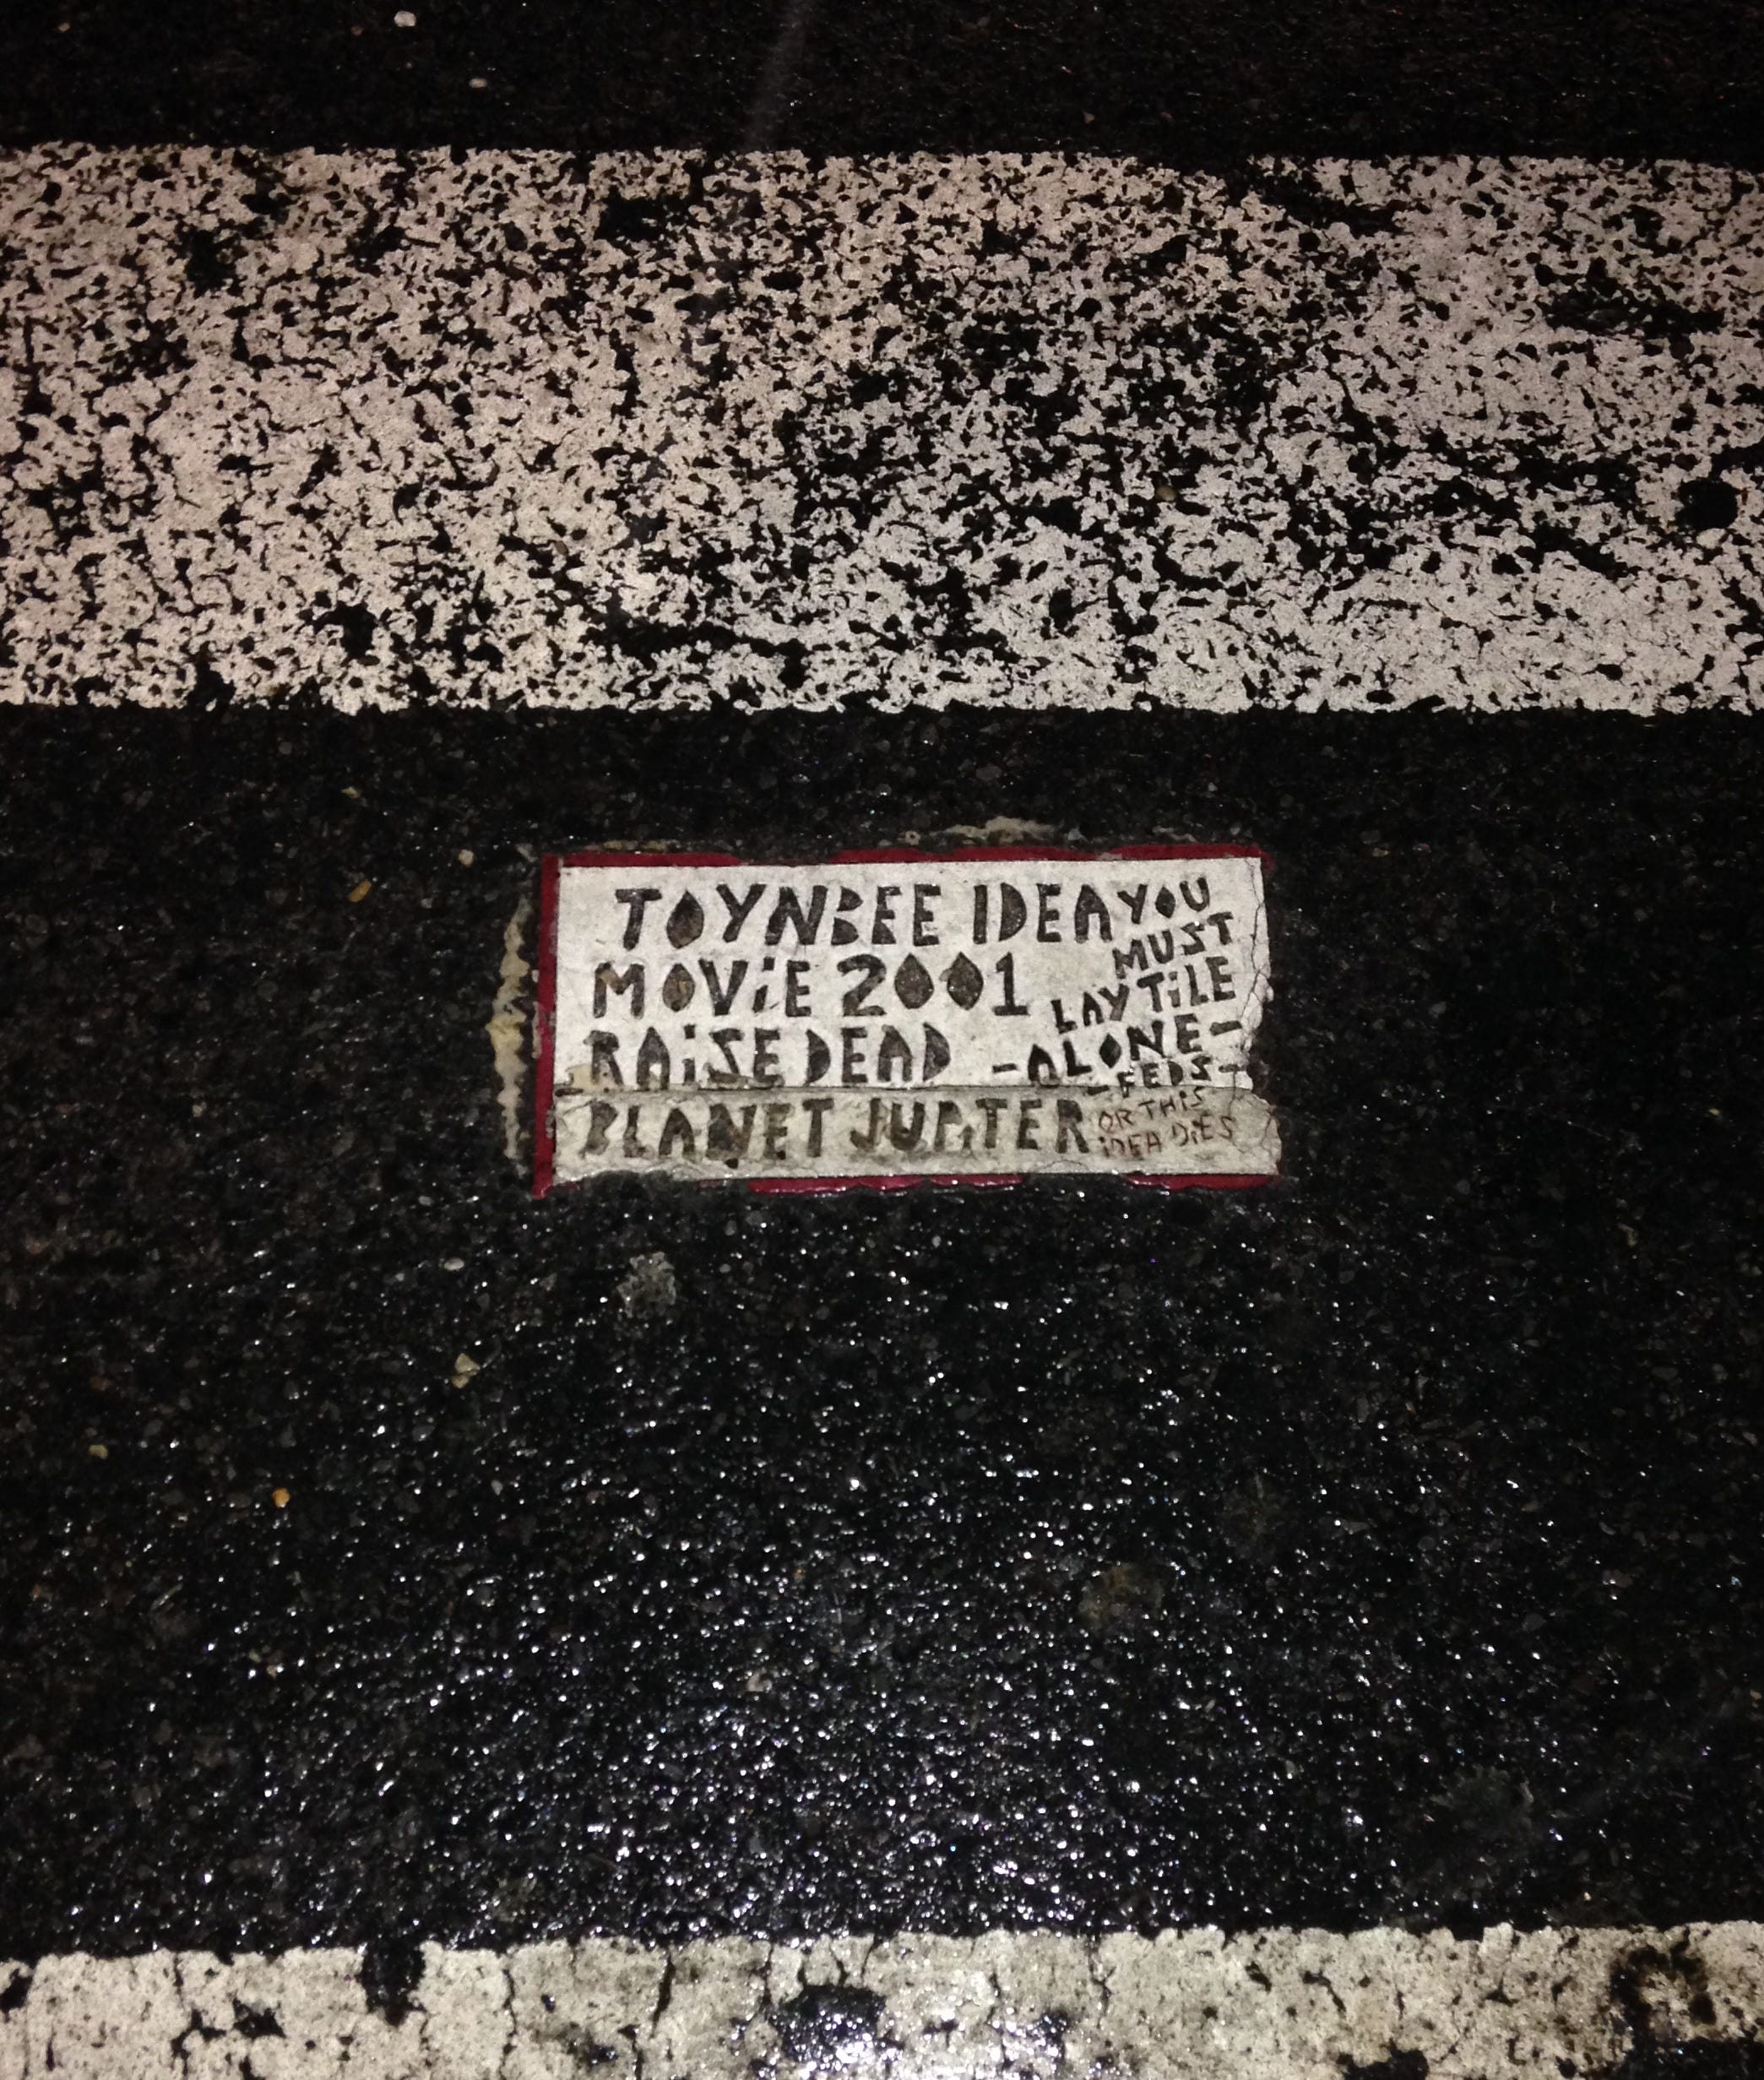 TOYNBEE IDEA
MOViE 2001
RAiSE DEAD
PLANET JUPiTER
YOU
MUST
LAY TiLE
-ALONE-
-FEDS-
OR THiS
iDEA DiES